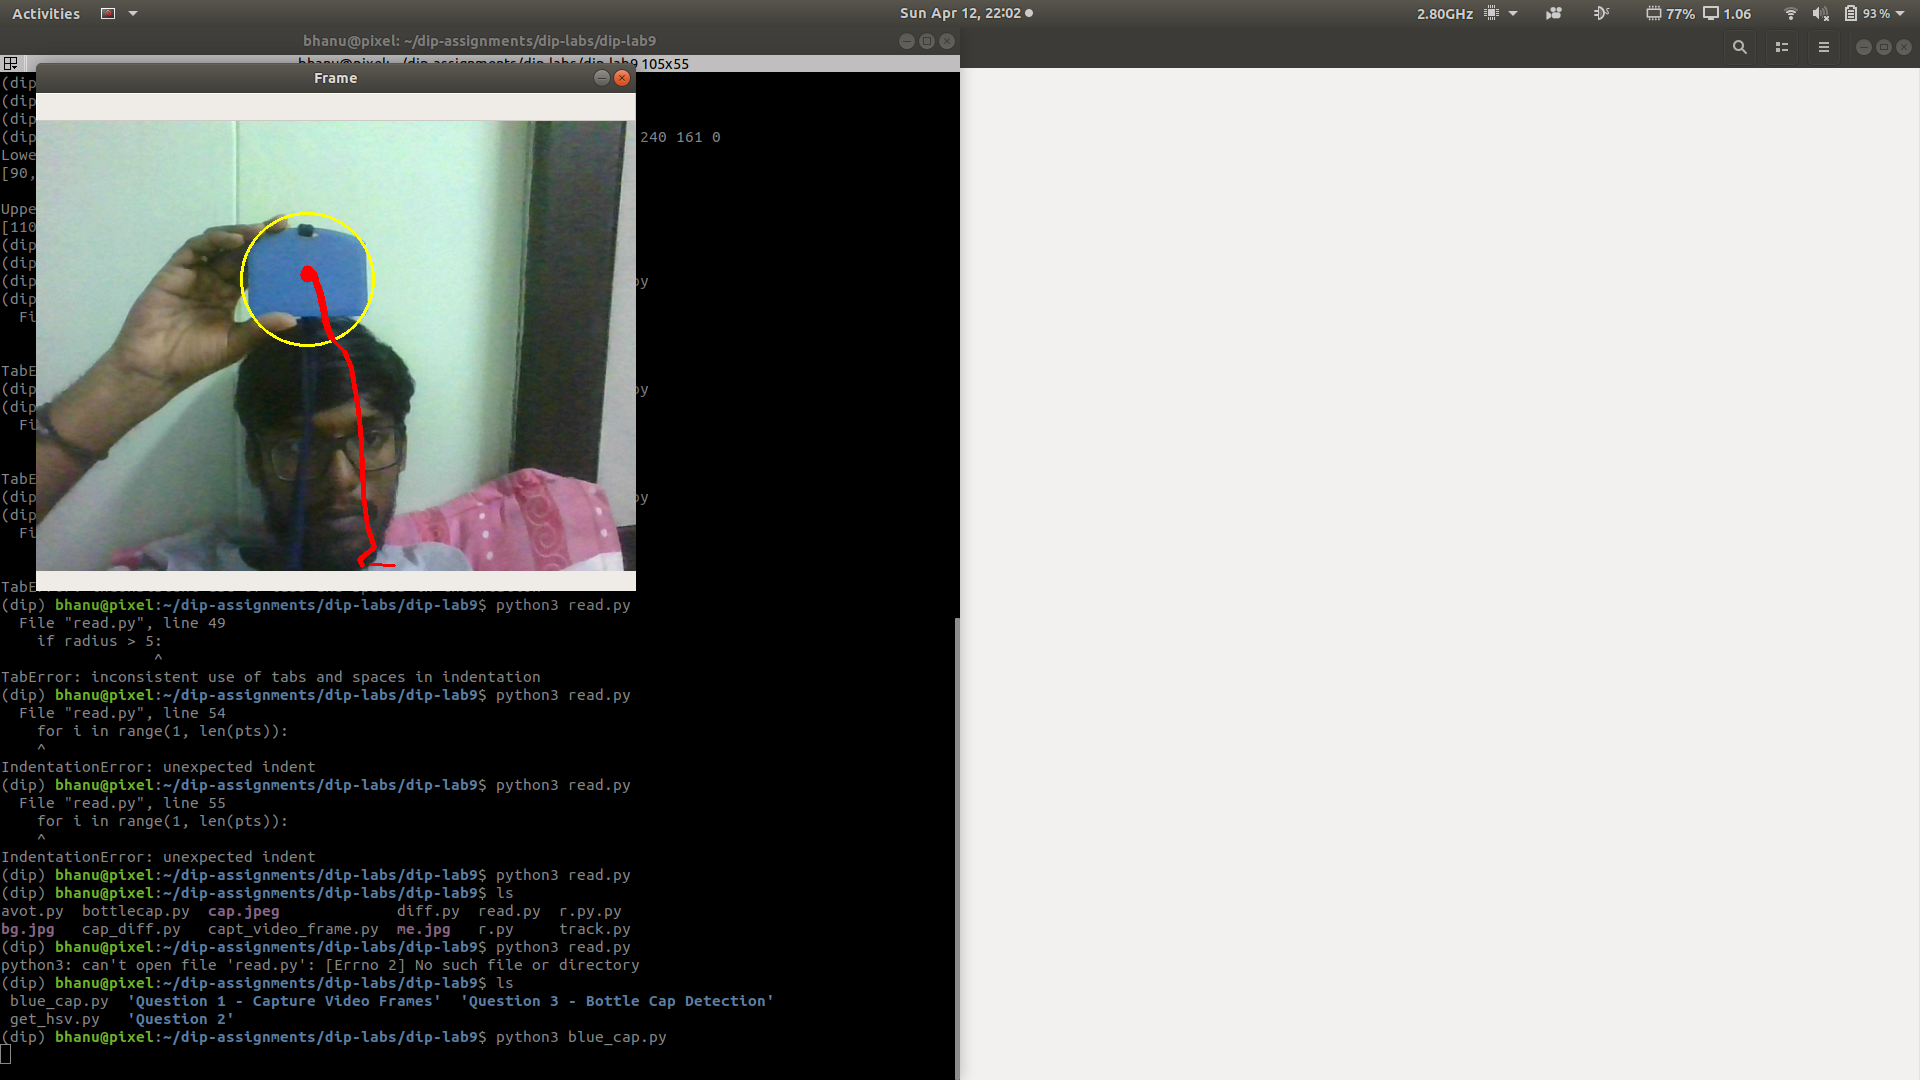 Activities
Sun Apr 12, 22:02
2.80GHz
77%
1.06
93 %
bhanu@pixel: ~/dip-assignments/dip-labs/dip-lab9
bhanu@pixel: ~/dip-assignments/dip-labs/dip-lab9 105x55
Frame
(dip
(dip
(dip
(dip 240 161 0
Lowe
[90,
Uppe
[110
(dip
(dip
(dip py
(dip
Fi
TabE
(dip py
(dip
Fi
TabE
(dip py
(dip
Fi
TabError: inconsistent use of tabs and spaces in indentation
(dip) bhanu@pixel:~/dip-assignments/dip-labs/dip-lab9$ python3 read.py
File "read.py", line 49
if radius > 5:
^
TabError: inconsistent use of tabs and spaces in indentation
(dip) bhanu@pixel:~/dip-assignments/dip-labs/dip-lab9$ python3 read.py
File "read.py", line 54
for i in range(1, len(pts)):
^
IndentationError: unexpected indent
(dip) bhanu@pixel:~/dip-assignments/dip-labs/dip-lab9$ python3 read.py
File "read.py", line 55
for i in range(1, len(pts)):
^
IndentationError: unexpected indent
(dip) bhanu@pixel:~/dip-assignments/dip-labs/dip-lab9$ python3 read.py
(dip) bhanu@pixel:~/dip-assignments/dip-labs/dip-lab9$ ls
avot.py bottlecap.py cap.jpeg diff.py read.py r.py.py
bg.jpg cap_diff.py capt_video_frame.py me.jpg r.py track.py
(dip) bhanu@pixel:~/dip-assignments/dip-labs/dip-lab9$ python3 read.py
python3: can't open file 'read.py': [Errno 2] No such file or directory
(dip) bhanu@pixel:~/dip-assignments/dip-labs/dip-lab9$ ls
blue_cap.py 'Question 1 - Capture Video Frames' 'Question 3 - Bottle Cap Detection'
get_hsv.py 'Question 2'
(dip) bhanu@pixel:~/dip-assignments/dip-labs/dip-lab9$ python3 blue_cap.py